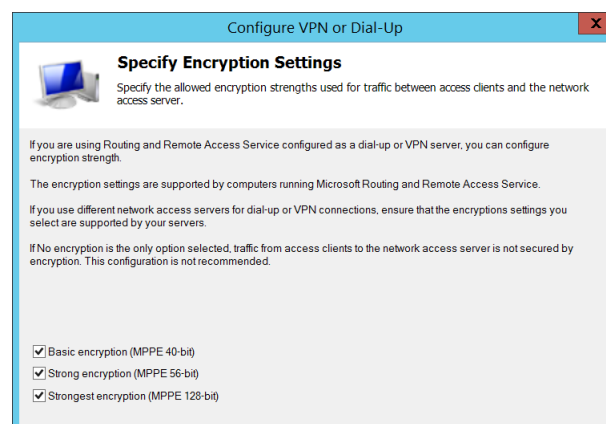 Configure VPN or Dial-Up
X
Specify Encryption Settings
Specify the allowed encryption strengths used for traffic between access clients and the network
access server.
If you are using Routing and Remote Access Service configured as a dial-up or VPN server, you can configure
encryption strength.
The encryption settings are supported by computers running Microsoft Routing and Remote Access Service.
If you use different network access servers for dial-up or VPN connections, ensure that the encryptions settings you
select are supported by your servers.
If No encryption is the only option selected, traffic from access clients to the network access server is not secured by
encryption. This configuration is not recommended.
Basic encryption (MPPE 40-bit)
Strong encryption (MPPE 56-bit)
Strongest encryption (MPPE 128-bit)